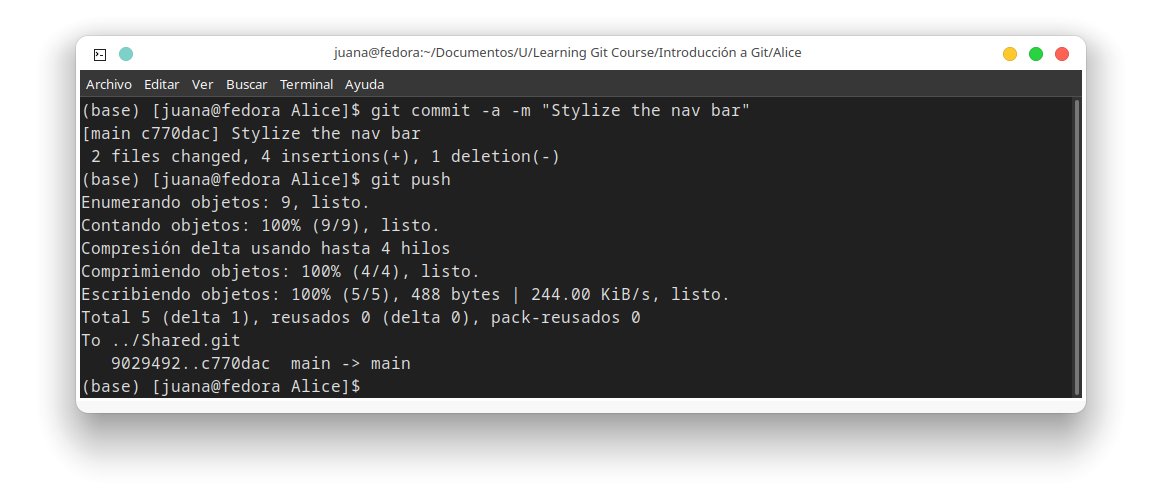 juana@fedora:~/Documentos/U/Learning Git Course/Introducción a Git/Alice
Archivo Editar Ver Buscar Terminal Ayuda
(base) [juana@fedora Alice]$ git commit -a -m "Stylize the nav bar"
[main c770dac] Stylize the nav bar
 2 files changed, 4 insertions(+), 1 deletion(-)
(base) [juana@fedora Alice]$ git push
Enumerando objetos: 9, listo.
Contando objetos: 100% (9/9), listo.
Compresión delta usando hasta 4 hilos
Comprimiendo objetos: 100% (4/4), listo.
Escribiendo objetos: 100% (5/5), 488 bytes | 244.00 KiB/s, listo.
Total 5 (delta 1), reusados 0 (delta 0), pack-reusados 0
To ../Shared.git
   9029492..c770dac  main -> main
(base) [juana@fedora Alice]$